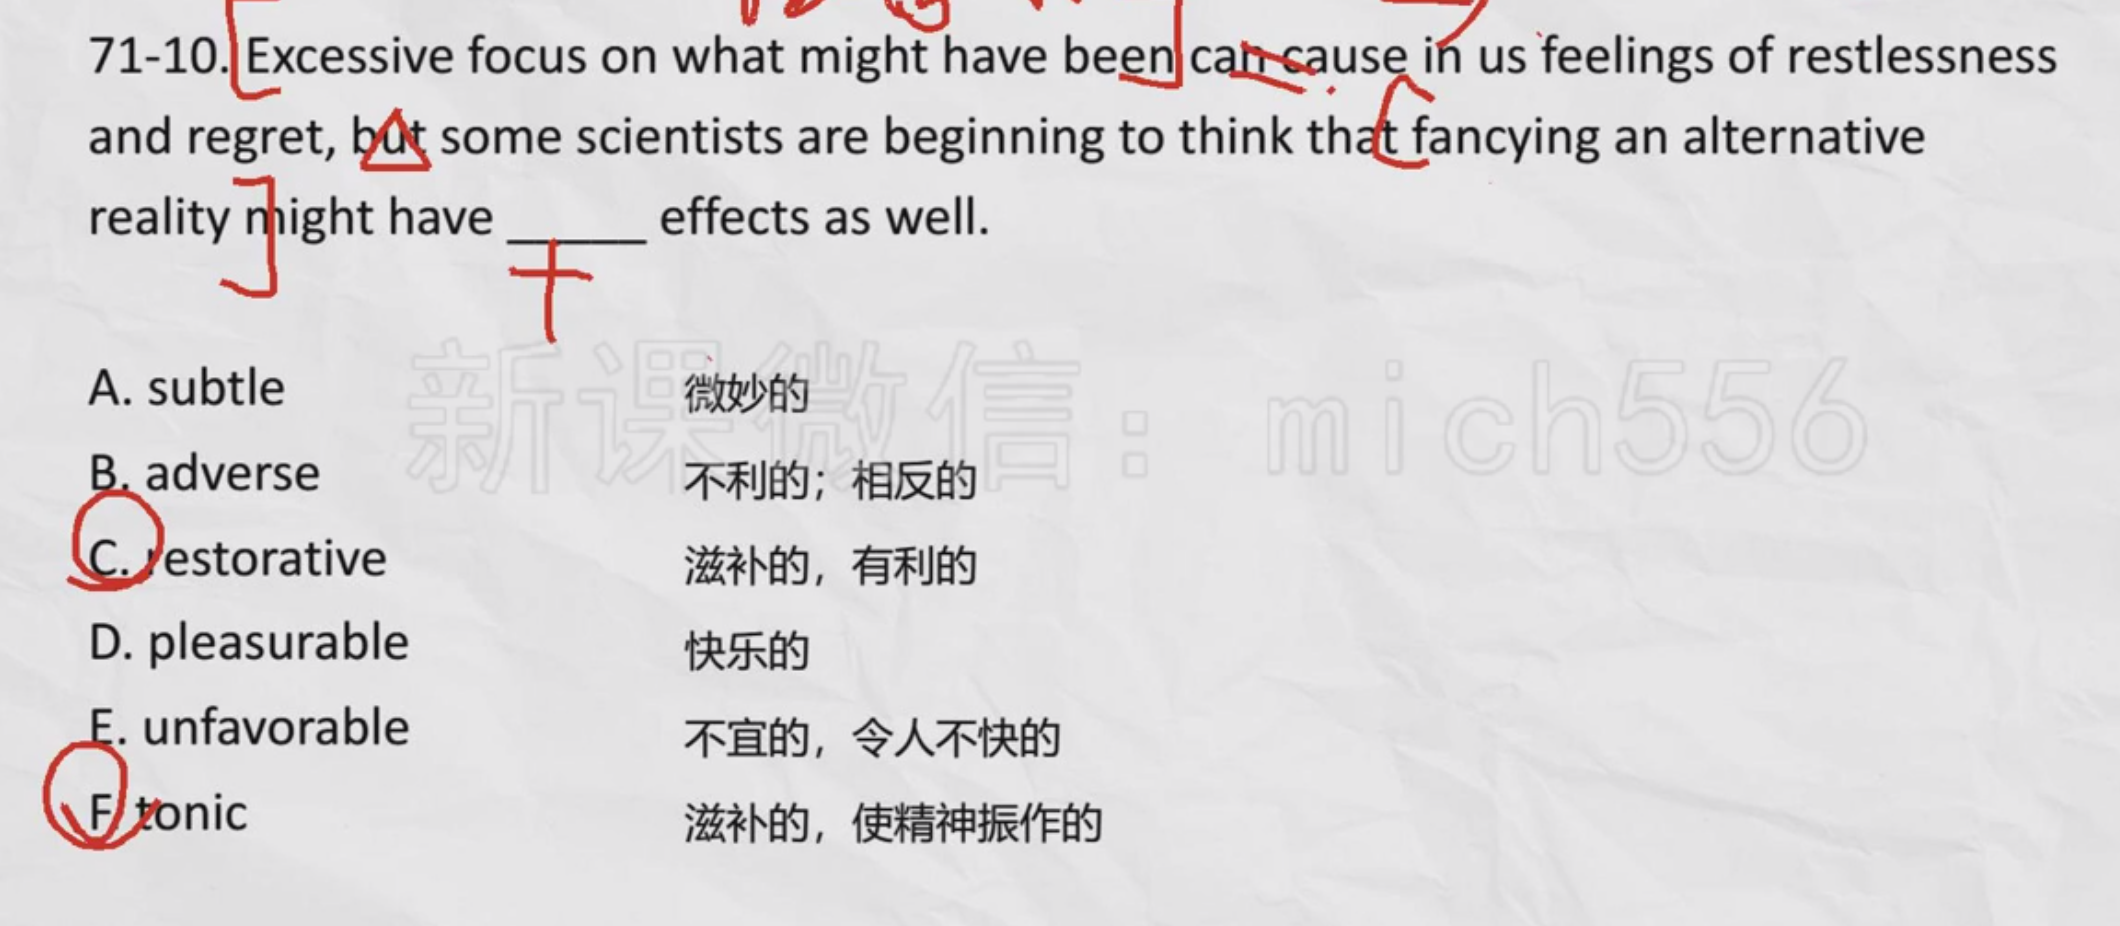 71-10. Excessive focus on what might have been can cause in us feelings of restlessness
and regret, but some scientists are beginning to think that fancying an alternative
reality might have _____ effects as well.
新课微信：mich556
A. subtle 微妙的
B. adverse 不利的；相反的
C. restorative 滋补的，有利的
D. pleasurable 快乐的
E. unfavorable 不宜的，令人不快的
F. tonic 滋补的，使精神振作的